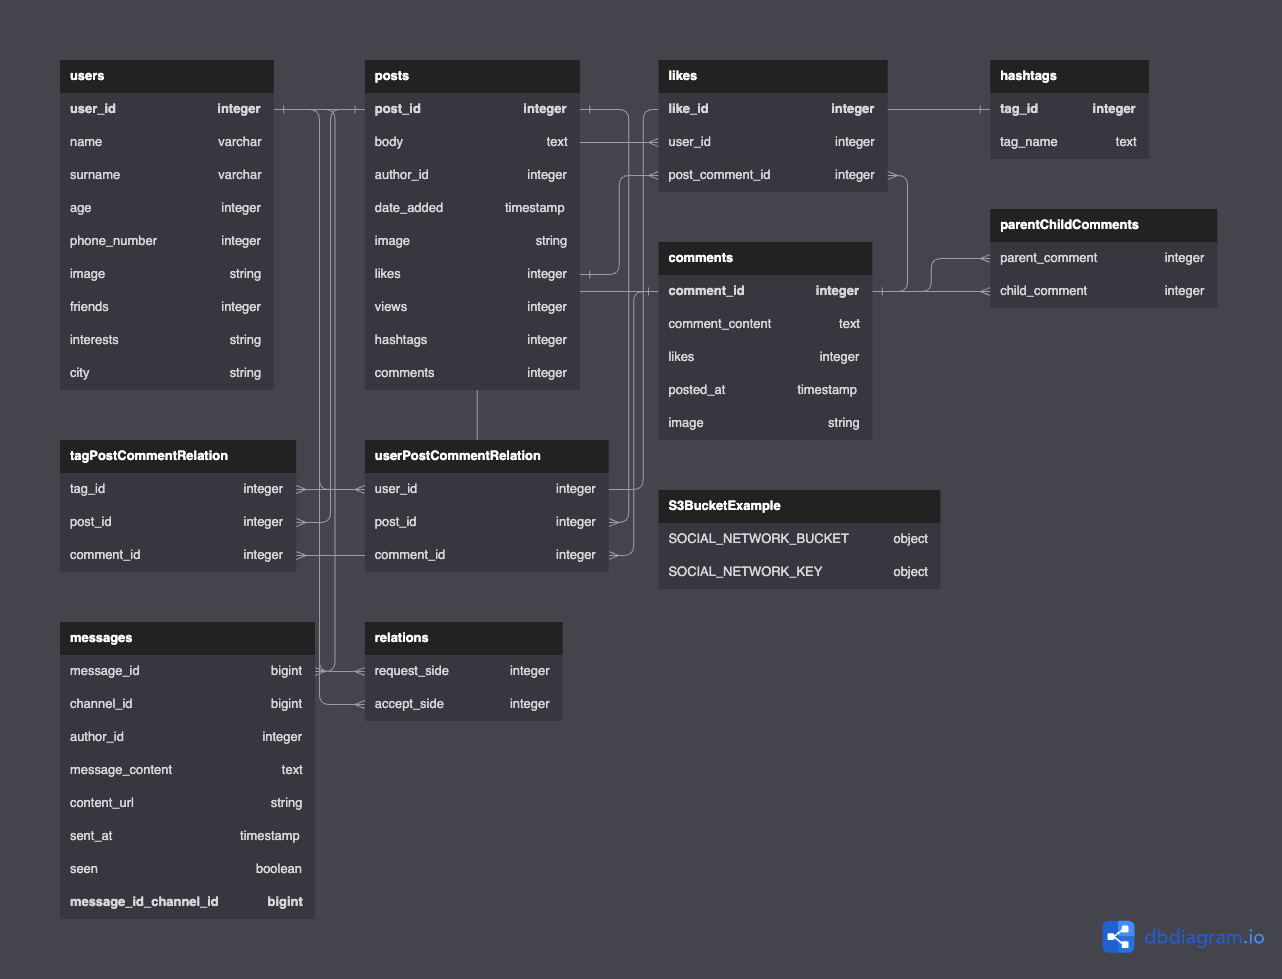 users
user_id integer
name varchar
surname varchar
age integer
phone_number integer
image string
friends integer
interests string
city string
posts
post_id integer
body text
author_id integer
date_added timestamp
image string
likes integer
views integer
hashtags integer
comments integer
likes
like_id integer
user_id integer
post_comment_id integer
hashtags
tag_id integer
tag_name text
comments
comment_id integer
comment_content text
likes integer
posted_at timestamp
image string
parentChildComments
parent_comment integer
child_comment integer
tagPostCommentRelation
tag_id integer
post_id integer
comment_id integer
userPostCommentRelation
user_id integer
post_id integer
comment_id integer
S3BucketExample
SOCIAL_NETWORK_BUCKET object
SOCIAL_NETWORK_KEY object
messages
message_id bigint
channel_id bigint
author_id integer
message_content text
content_url string
sent_at timestamp
seen boolean
message_id_channel_id bigint
relations
request_side integer
accept_side integer
dbdiagram.io